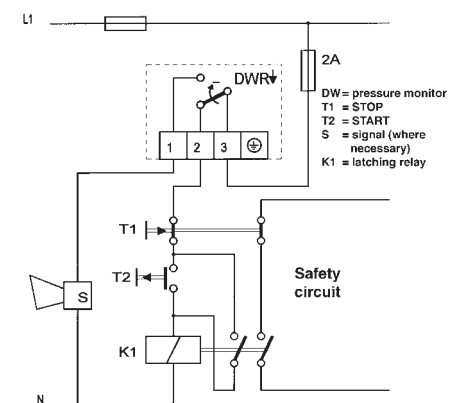 L1
2A
DWR↓
DW = pressure monitor
T1 = STOP
T2 = START
S = signal (where
necessary)
K1 = latching relay
1 2 3
T1
T2
Safety
circuit
S
K1
N